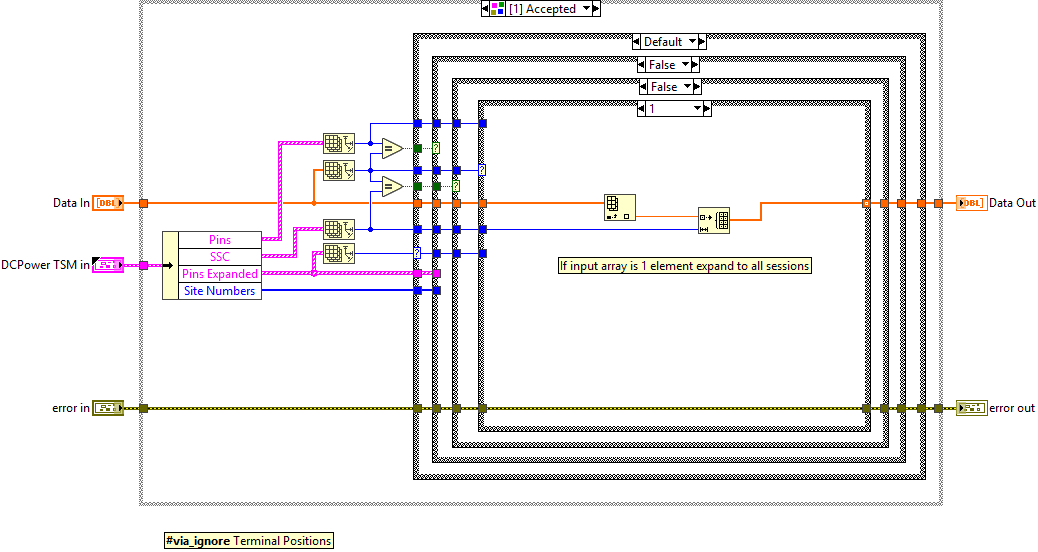 [1] Accepted
Default
False
False
1
=
?
?
Data In
[DBL]
=
?
DBL]
Data Out
Pins
SSC
?
DCPower TSM in
Pins Expanded
If input array is 1 element expand to all sessions
Site Numbers
error in
error out
#via_ignore Terminal Positions